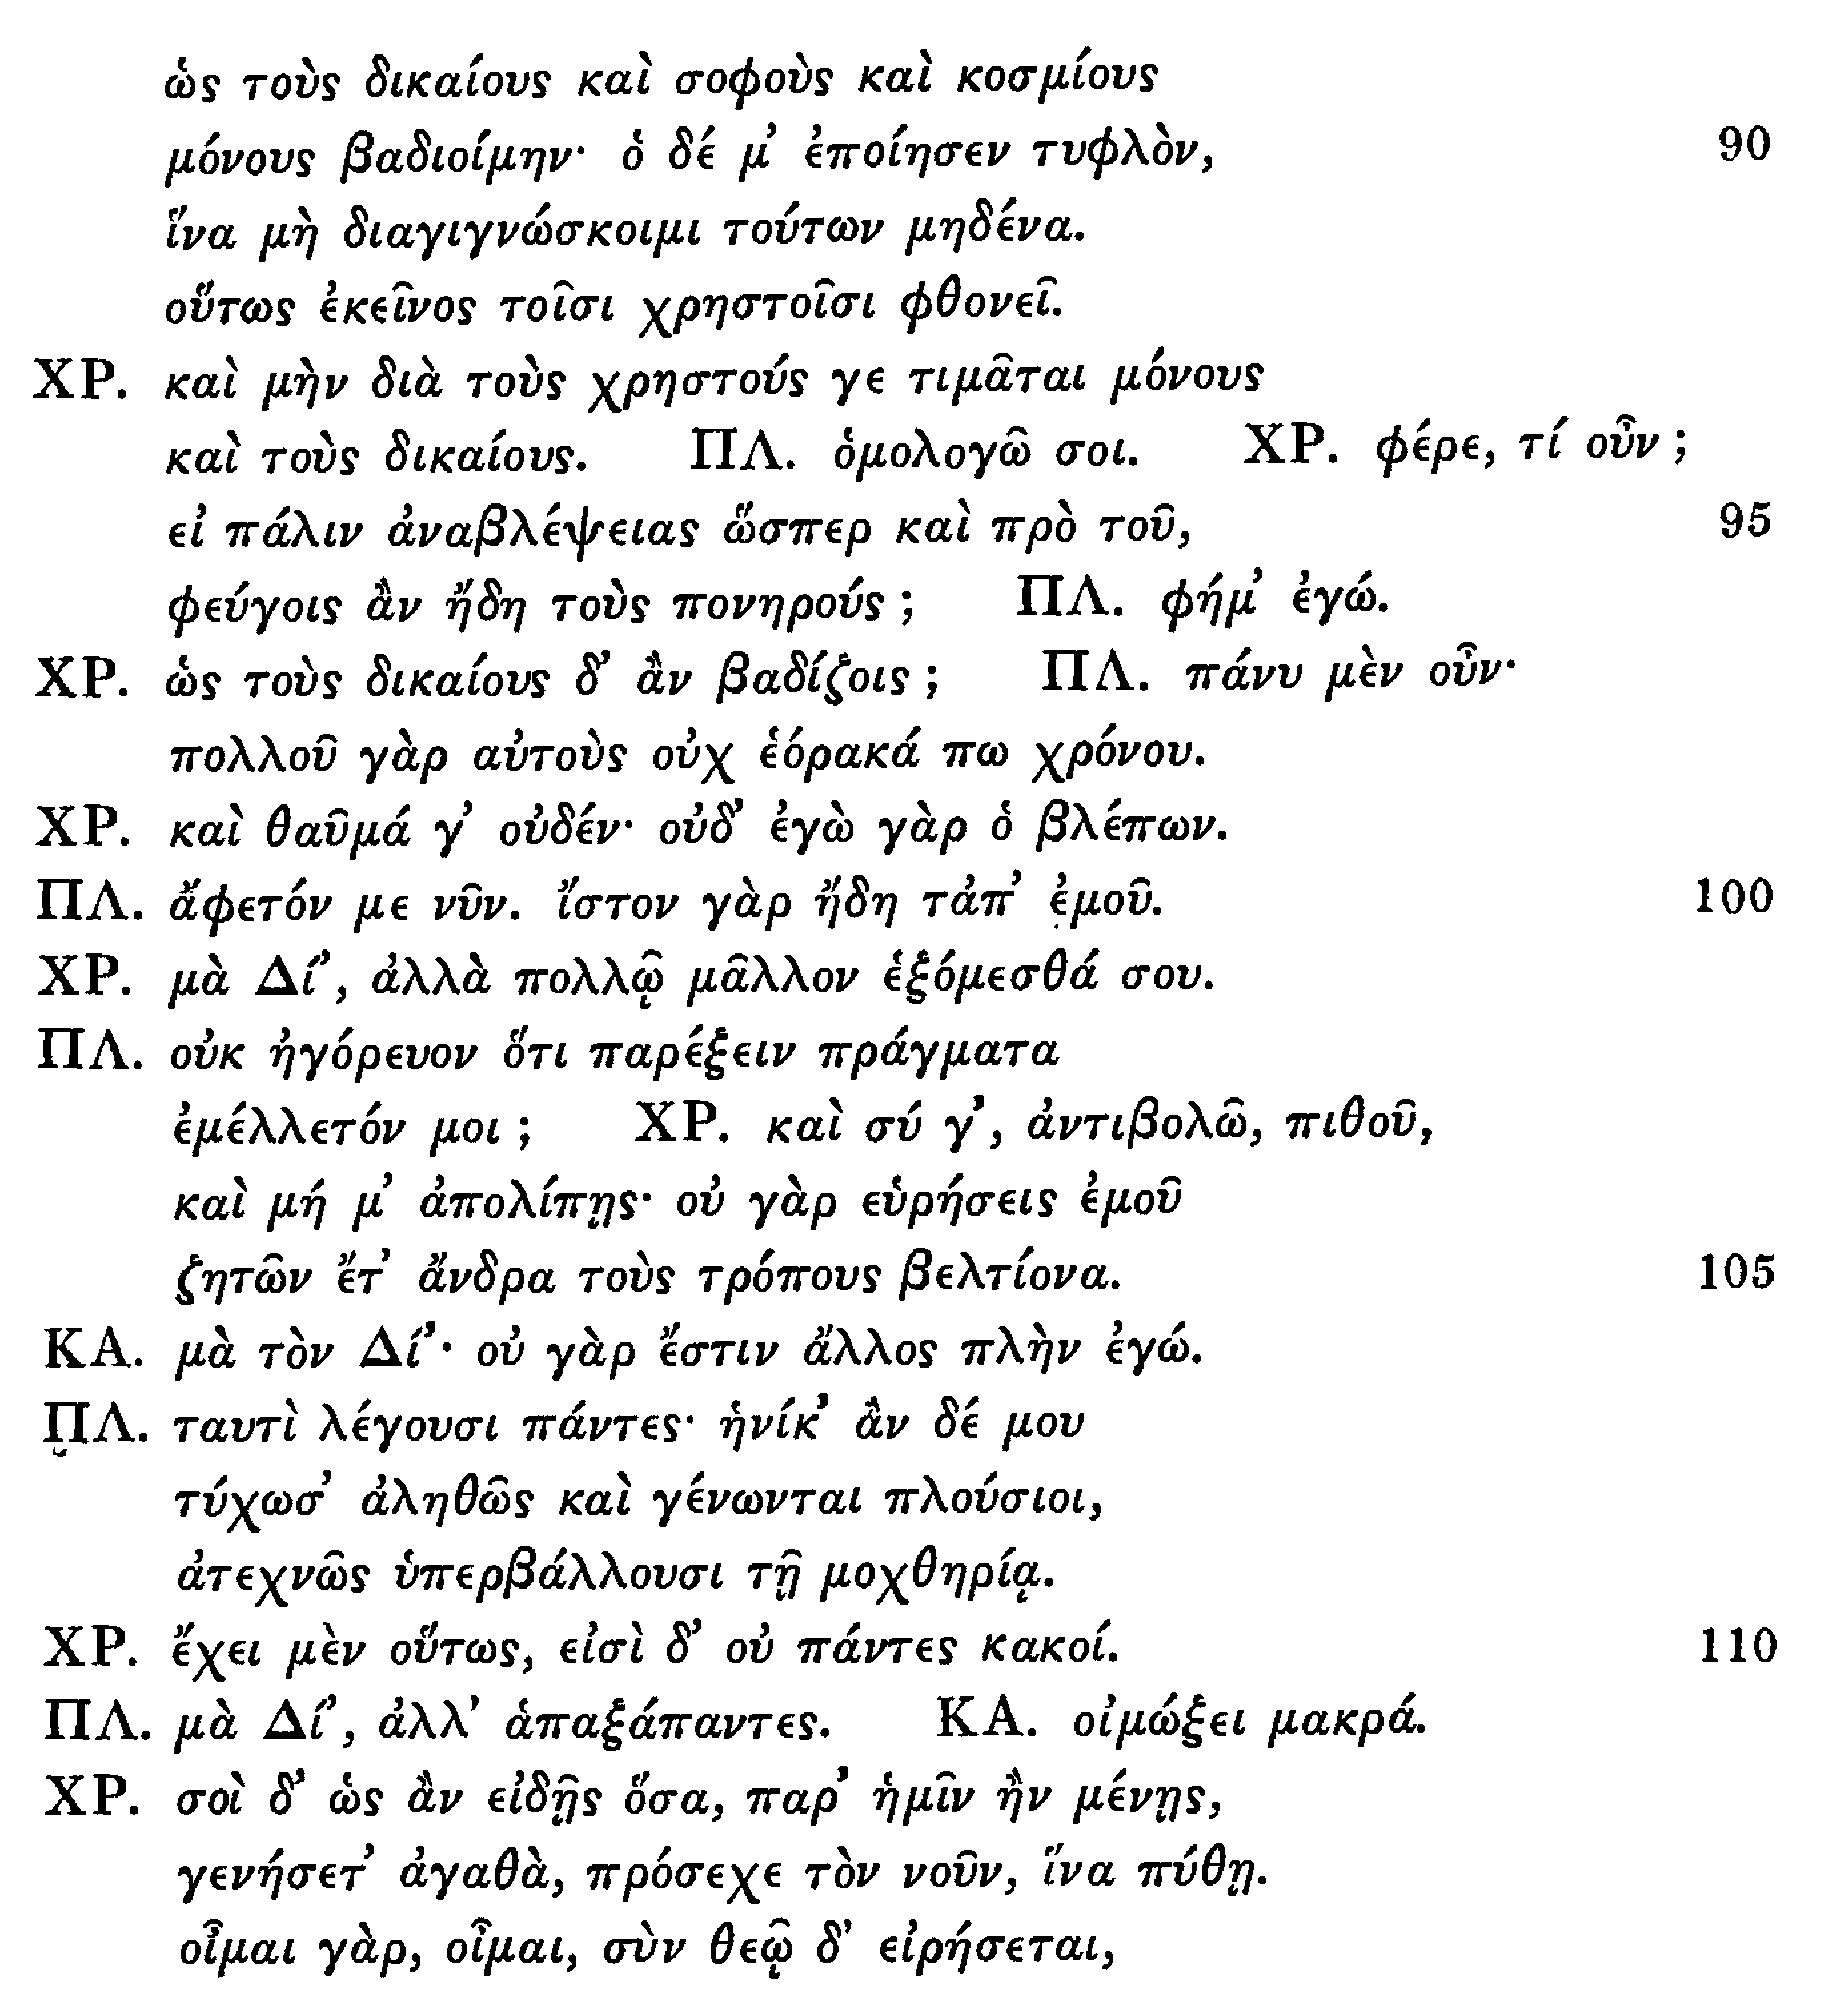 ὡς τοὺς δικαίους καὶ σοφοὺς καὶ κοσμίους
μόνους βαδιοίμην· ὁ δέ μ’ ἐποίησεν τυφλὸν, 90
ἵνα μὴ διαγιγνώσκοιμι τούτων μηδένα.
οὕτως ἐκεῖνος τοῖσι χρηστοῖσι φθονεῖ.
ΧΡ. καὶ μὴν διὰ τοὺς χρηστούς γε τιμᾶται μόνους
καὶ τοὺς δικαίους. ΠΛ. ὁμολογῶ σοι. ΧΡ. φέρε, τί οὖν ;
εἰ πάλιν ἀναβλέψειας ὥσπερ καὶ πρὸ τοῦ, 95
φεύγοις ἂν ἤδη τοὺς πονηρούς ; ΠΛ. φήμ’ ἐγώ.
ΧΡ. ὡς τοὺς δικαίους δ’ ἂν βαδίζοις ; ΠΛ. πάνυ μὲν οὖν·
πολλοῦ γὰρ αὐτοὺς οὐχ ἑόρακά πω χρόνου.
ΧΡ. καὶ θαῦμά γ’ οὐδέν· οὐδ’ ἐγὼ γὰρ ὁ βλέπων.
ΠΛ. ἄφετόν με νῦν. ἴστον γὰρ ἤδη τἀπ’ ἐμοῦ. 100
ΧΡ. μὰ Δί’, ἀλλὰ πολλῷ μᾶλλον ἑξόμεσθά σου.
ΠΛ. οὐκ ἠγόρευον ὅτι παρέξειν πράγματα
ἐμέλλετόν μοι ; ΧΡ. καὶ σύ γ’, ἀντιβολῶ, πιθοῦ,
καὶ μή μ’ ἀπολίπῃς· οὐ γὰρ εὑρήσεις ἐμοῦ
ζητῶν ἔτ’ ἄνδρα τοὺς τρόπους βελτίονα. 105
ΚΑ. μὰ τὸν Δί’· οὐ γὰρ ἔστιν ἄλλος πλὴν ἐγώ.
ΠΛ. ταυτὶ λέγουσι πάντες· ἡνίκ’ ἂν δέ μου
τύχωσ’ ἀληθῶς καὶ γένωνται πλούσιοι,
ἀτεχνῶς ὑπερβάλλουσι τῇ μοχθηρίᾳ.
ΧΡ. ἔχει μὲν οὕτως, εἰσὶ δ’ οὐ πάντες κακοί. 110
ΠΛ. μὰ Δί’, ἀλλ’ ἁπαξάπαντες. ΚΑ. οἰμώξει μακρά.
ΧΡ. σοὶ δ’ ὡς ἂν εἰδῇς ὅσα, παρ’ ἡμῖν ἢν μένῃς,
γενήσετ’ ἀγαθὰ, πρόσεχε τὸν νοῦν, ἵνα πύθῃ.
οἶμαι γὰρ, οἶμαι, σὺν θεῷ δ’ εἰρήσεται,